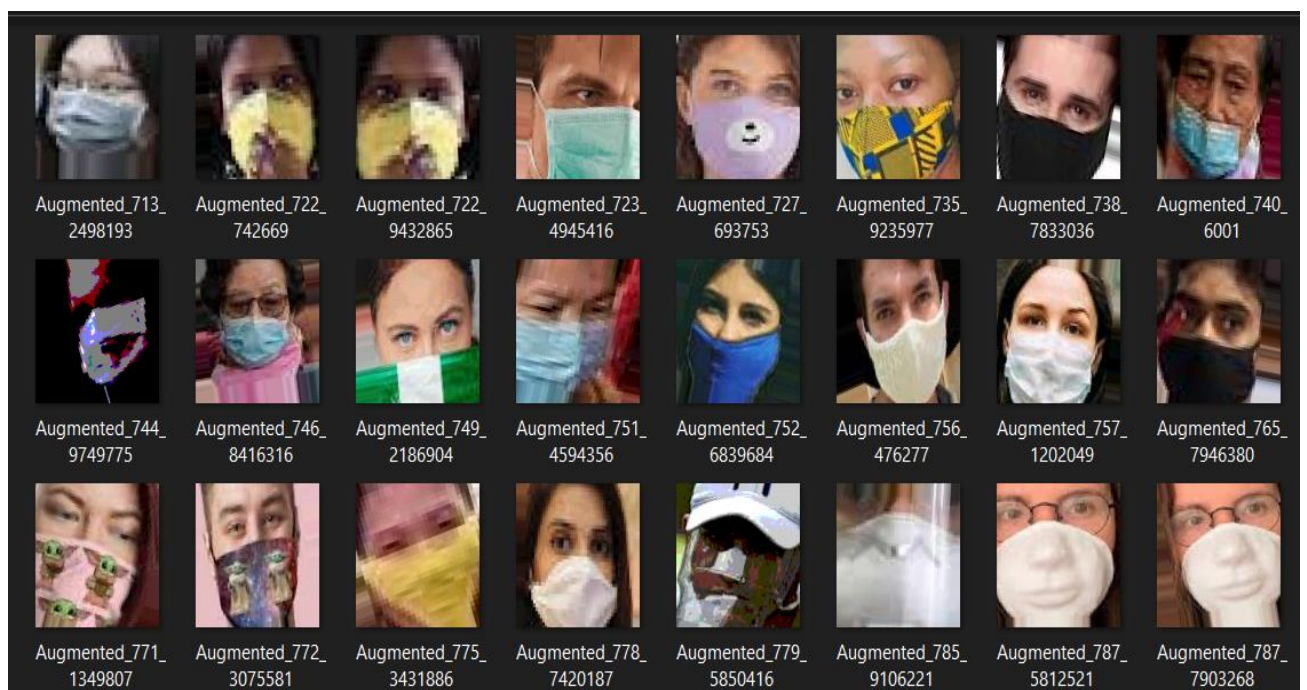 Augmented_713_
2498193
Augmented_722_
742669
Augmented_722_
9432865
Augmented_723_
4945416
Augmented_727_
693753
Augmented_735_
9235977
Augmented_738_
7833036
Augmented_740_
6001
Augmented_744_
9749775
Augmented_746_
8416316
Augmented_749_
2186904
Augmented_751_
4594356
Augmented_752_
6839684
Augmented_756_
476277
Augmented_757_
1202049
Augmented_765_
7946380
Augmented_771_
1349807
Augmented_772_
3075581
Augmented_775_
3431886
Augmented_778_
7420187
Augmented_779_
5850416
Augmented_785_
9106221
Augmented_787_
5812521
Augmented_787_
7903268